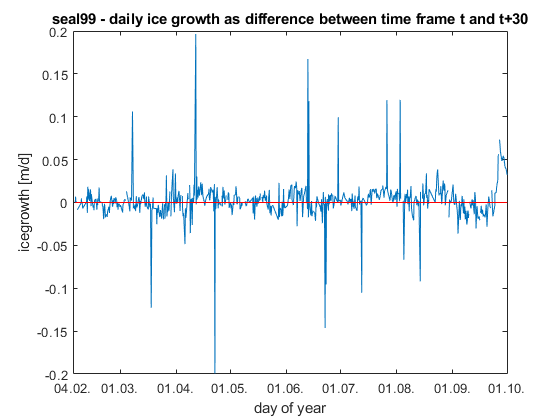 seal99 - daily ice growth as difference between time frame t and t+30
icegrowth [m/d]
0.2
0.15
0.1
0.05
0
-0.05
-0.1
-0.15
-0.2
04.02. 01.03. 01.04. 01.05. 01.06. 01.07. 01.08. 01.09. 01.10.
day of year